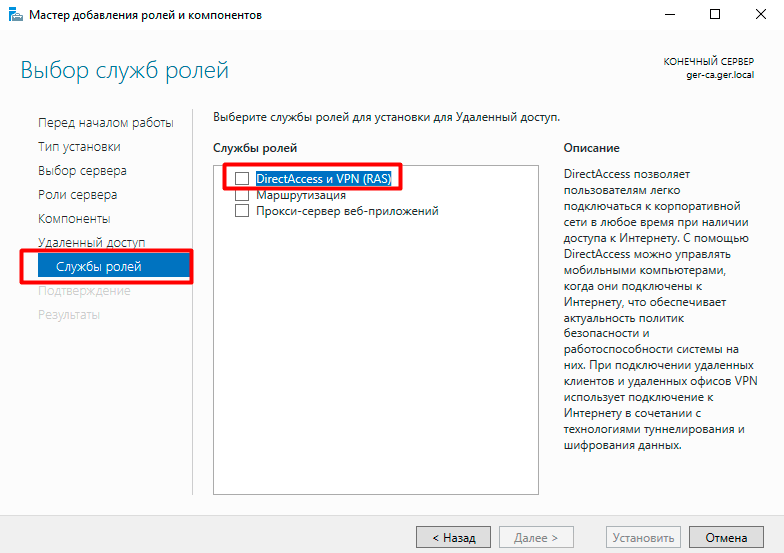 Мастер добавления ролей и компонентов
Выбор служб ролей
КОНЕЧНЫЙ СЕРВЕР
ger-ca.ger.local
Перед началом работы
Тип установки
Выбор сервера
Роли сервера
Компоненты
Удаленный доступ
Службы ролей
Подтверждение
Результаты
Выберите службы ролей для установки для Удаленный доступ.
Службы ролей
DirectAccess и VPN (RAS)
Маршрутизация
Прокси-сервер веб-приложений
Описание
DirectAccess позволяет
пользователям легко
подключаться к корпоративной
сети в любое время при наличии
доступа к Интернету. С помощью
DirectAccess можно управлять
мобильными компьютерами,
когда они подключены к
Интернету, что обеспечивает
актуальность политик
безопасности и
работоспособности системы на
них. При подключении удаленных
клиентов и удаленных офисов VPN
использует подключение к
Интернету в сочетании с
технологиями туннелирования и
шифрования данных.
< Назад
Далее >
Установить
Отмена